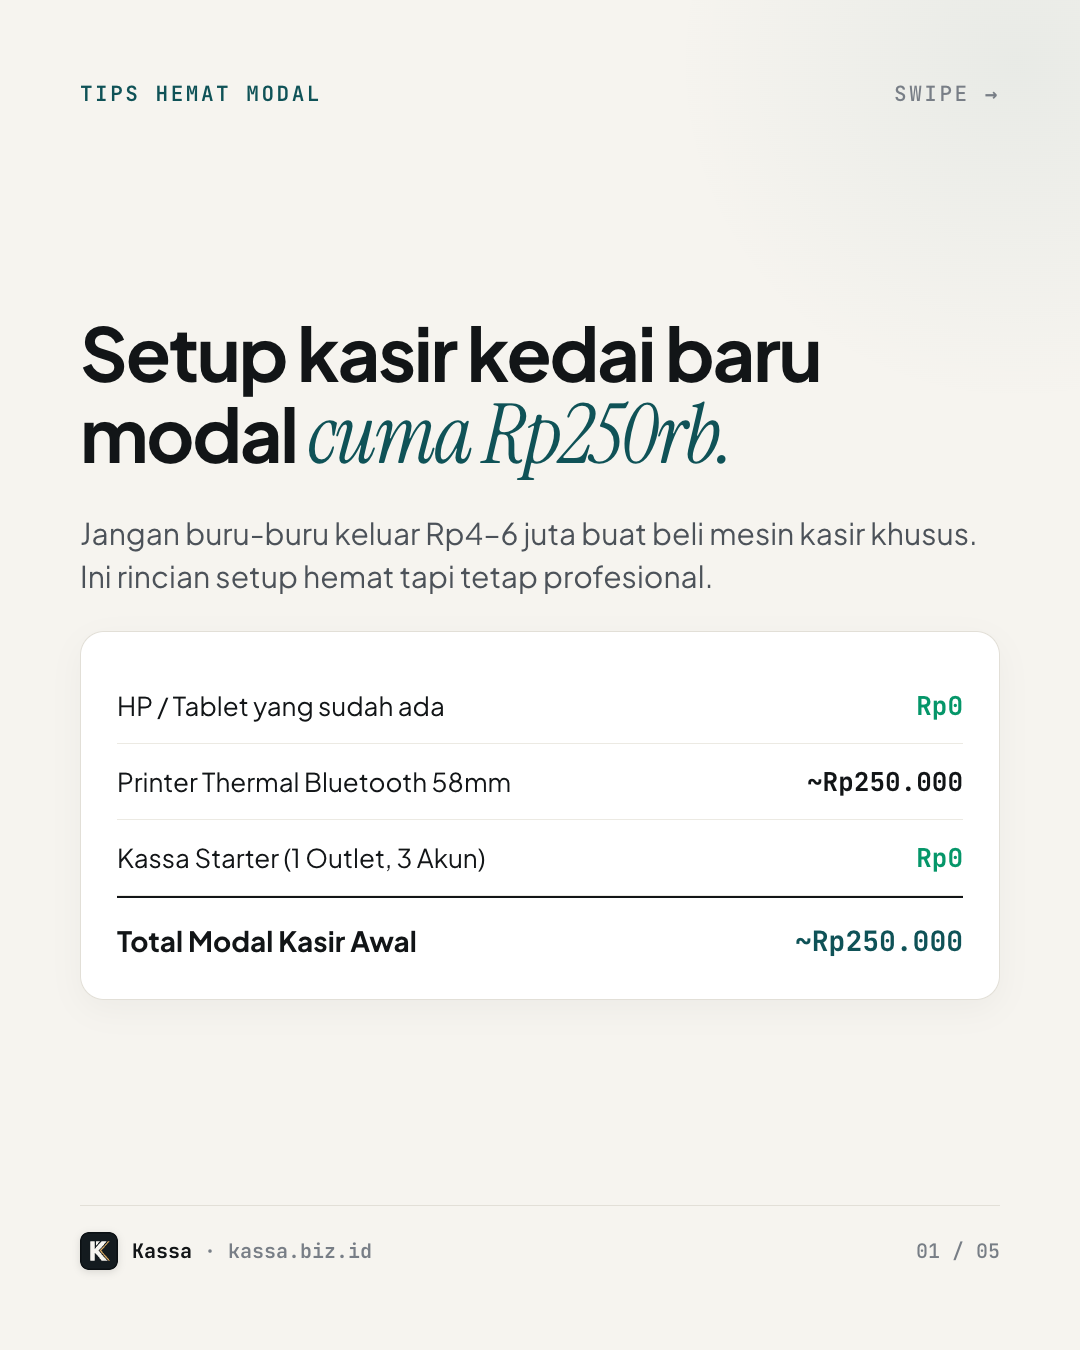 TIPS HEMAT MODAL
SWIPE →
Setup kasir kedai baru
modal cuma Rp250rb.
Jangan buru-buru keluar Rp4–6 juta buat beli mesin kasir khusus.
Ini rincian setup hemat tapi tetap profesional.
HP / Tablet yang sudah ada Rp0
Printer Thermal Bluetooth 58mm ~Rp250.000
Kassa Starter (1 Outlet, 3 Akun) Rp0
Total Modal Kasir Awal ~Rp250.000
K Kassa · kassa.biz.id
01 / 05